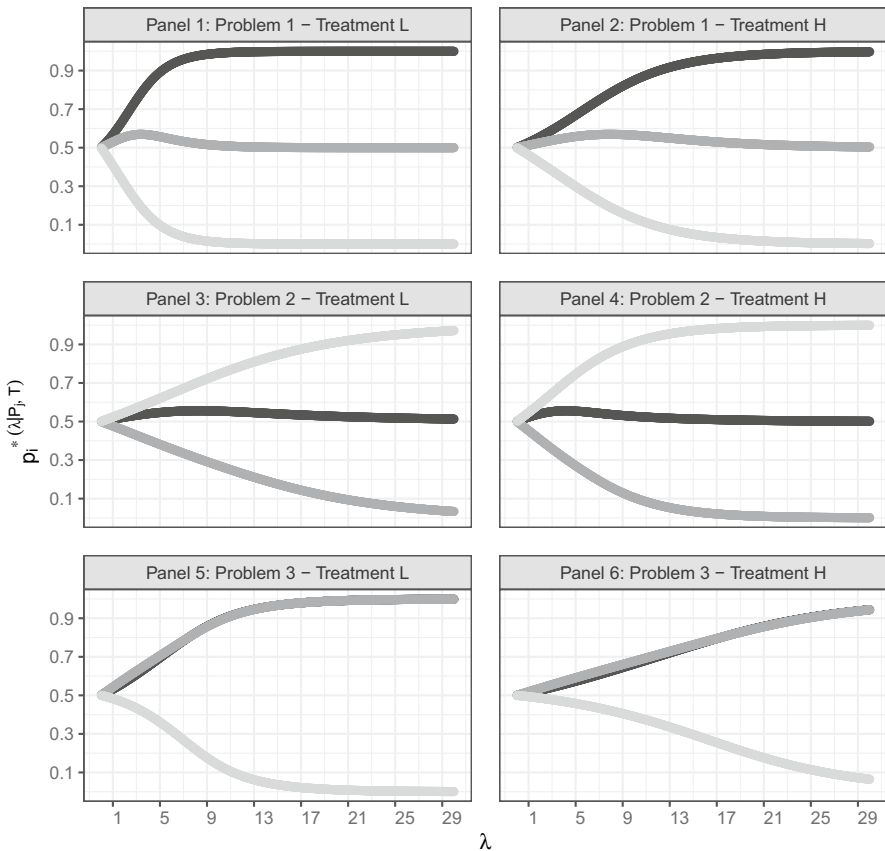 Panel 1: Problem 1 − Treatment L
Panel 2: Problem 1 − Treatment H
0.9
0.7
0.5
0.3
0.1
Panel 3: Problem 2 − Treatment L
Panel 4: Problem 2 − Treatment H
0.9
0.7
0.5
0.3
0.1
p_i^* (λ|P_j, T)
Panel 5: Problem 3 − Treatment L
Panel 6: Problem 3 − Treatment H
0.9
0.7
0.5
0.3
0.1
1 5 9 13 17 21 25 29
1 5 9 13 17 21 25 29
λ